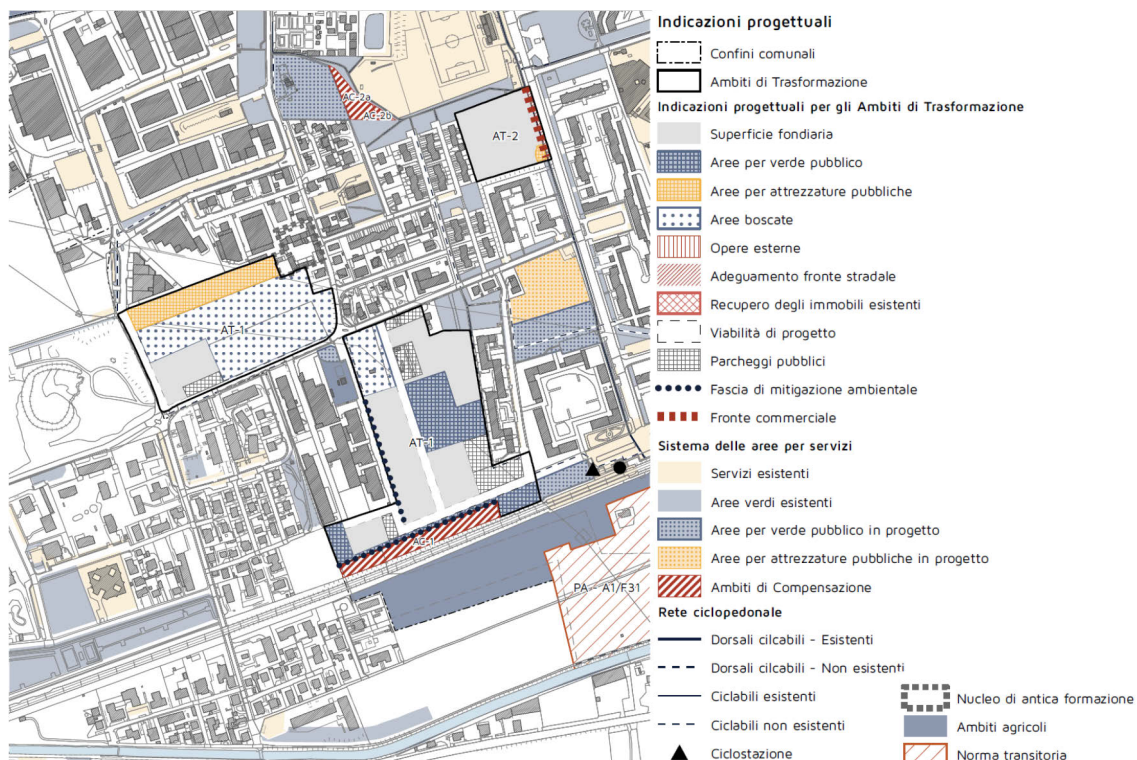 AC-2a
AC-2b
AT-2
AT-1
AT-1
AC-1
PA - A1/F31
Indicazioni progettuali
Confini comunali
Ambiti di Trasformazione
Indicazioni progettuali per gli Ambiti di Trasformazione
Superficie fondiaria
Aree per verde pubblico
Aree per attrezzature pubbliche
Aree boscate
Opere esterne
Adeguamento fronte stradale
Recupero degli immobili esistenti
Viabilità di progetto
Parcheggi pubblici
Fascia di mitigazione ambientale
Fronte commerciale
Sistema delle aree per servizi
Servizi esistenti
Aree verdi esistenti
Aree per verde pubblico in progetto
Aree per attrezzature pubbliche in progetto
Ambiti di Compensazione
Rete ciclopedonale
Dorsali cilcabili - Esistenti
Dorsali cilcabili - Non esistenti
Ciclabili esistenti
Ciclabili non esistenti
Ciclostazione
Nucleo di antica formazione
Ambiti agricoli
Norma transitoria